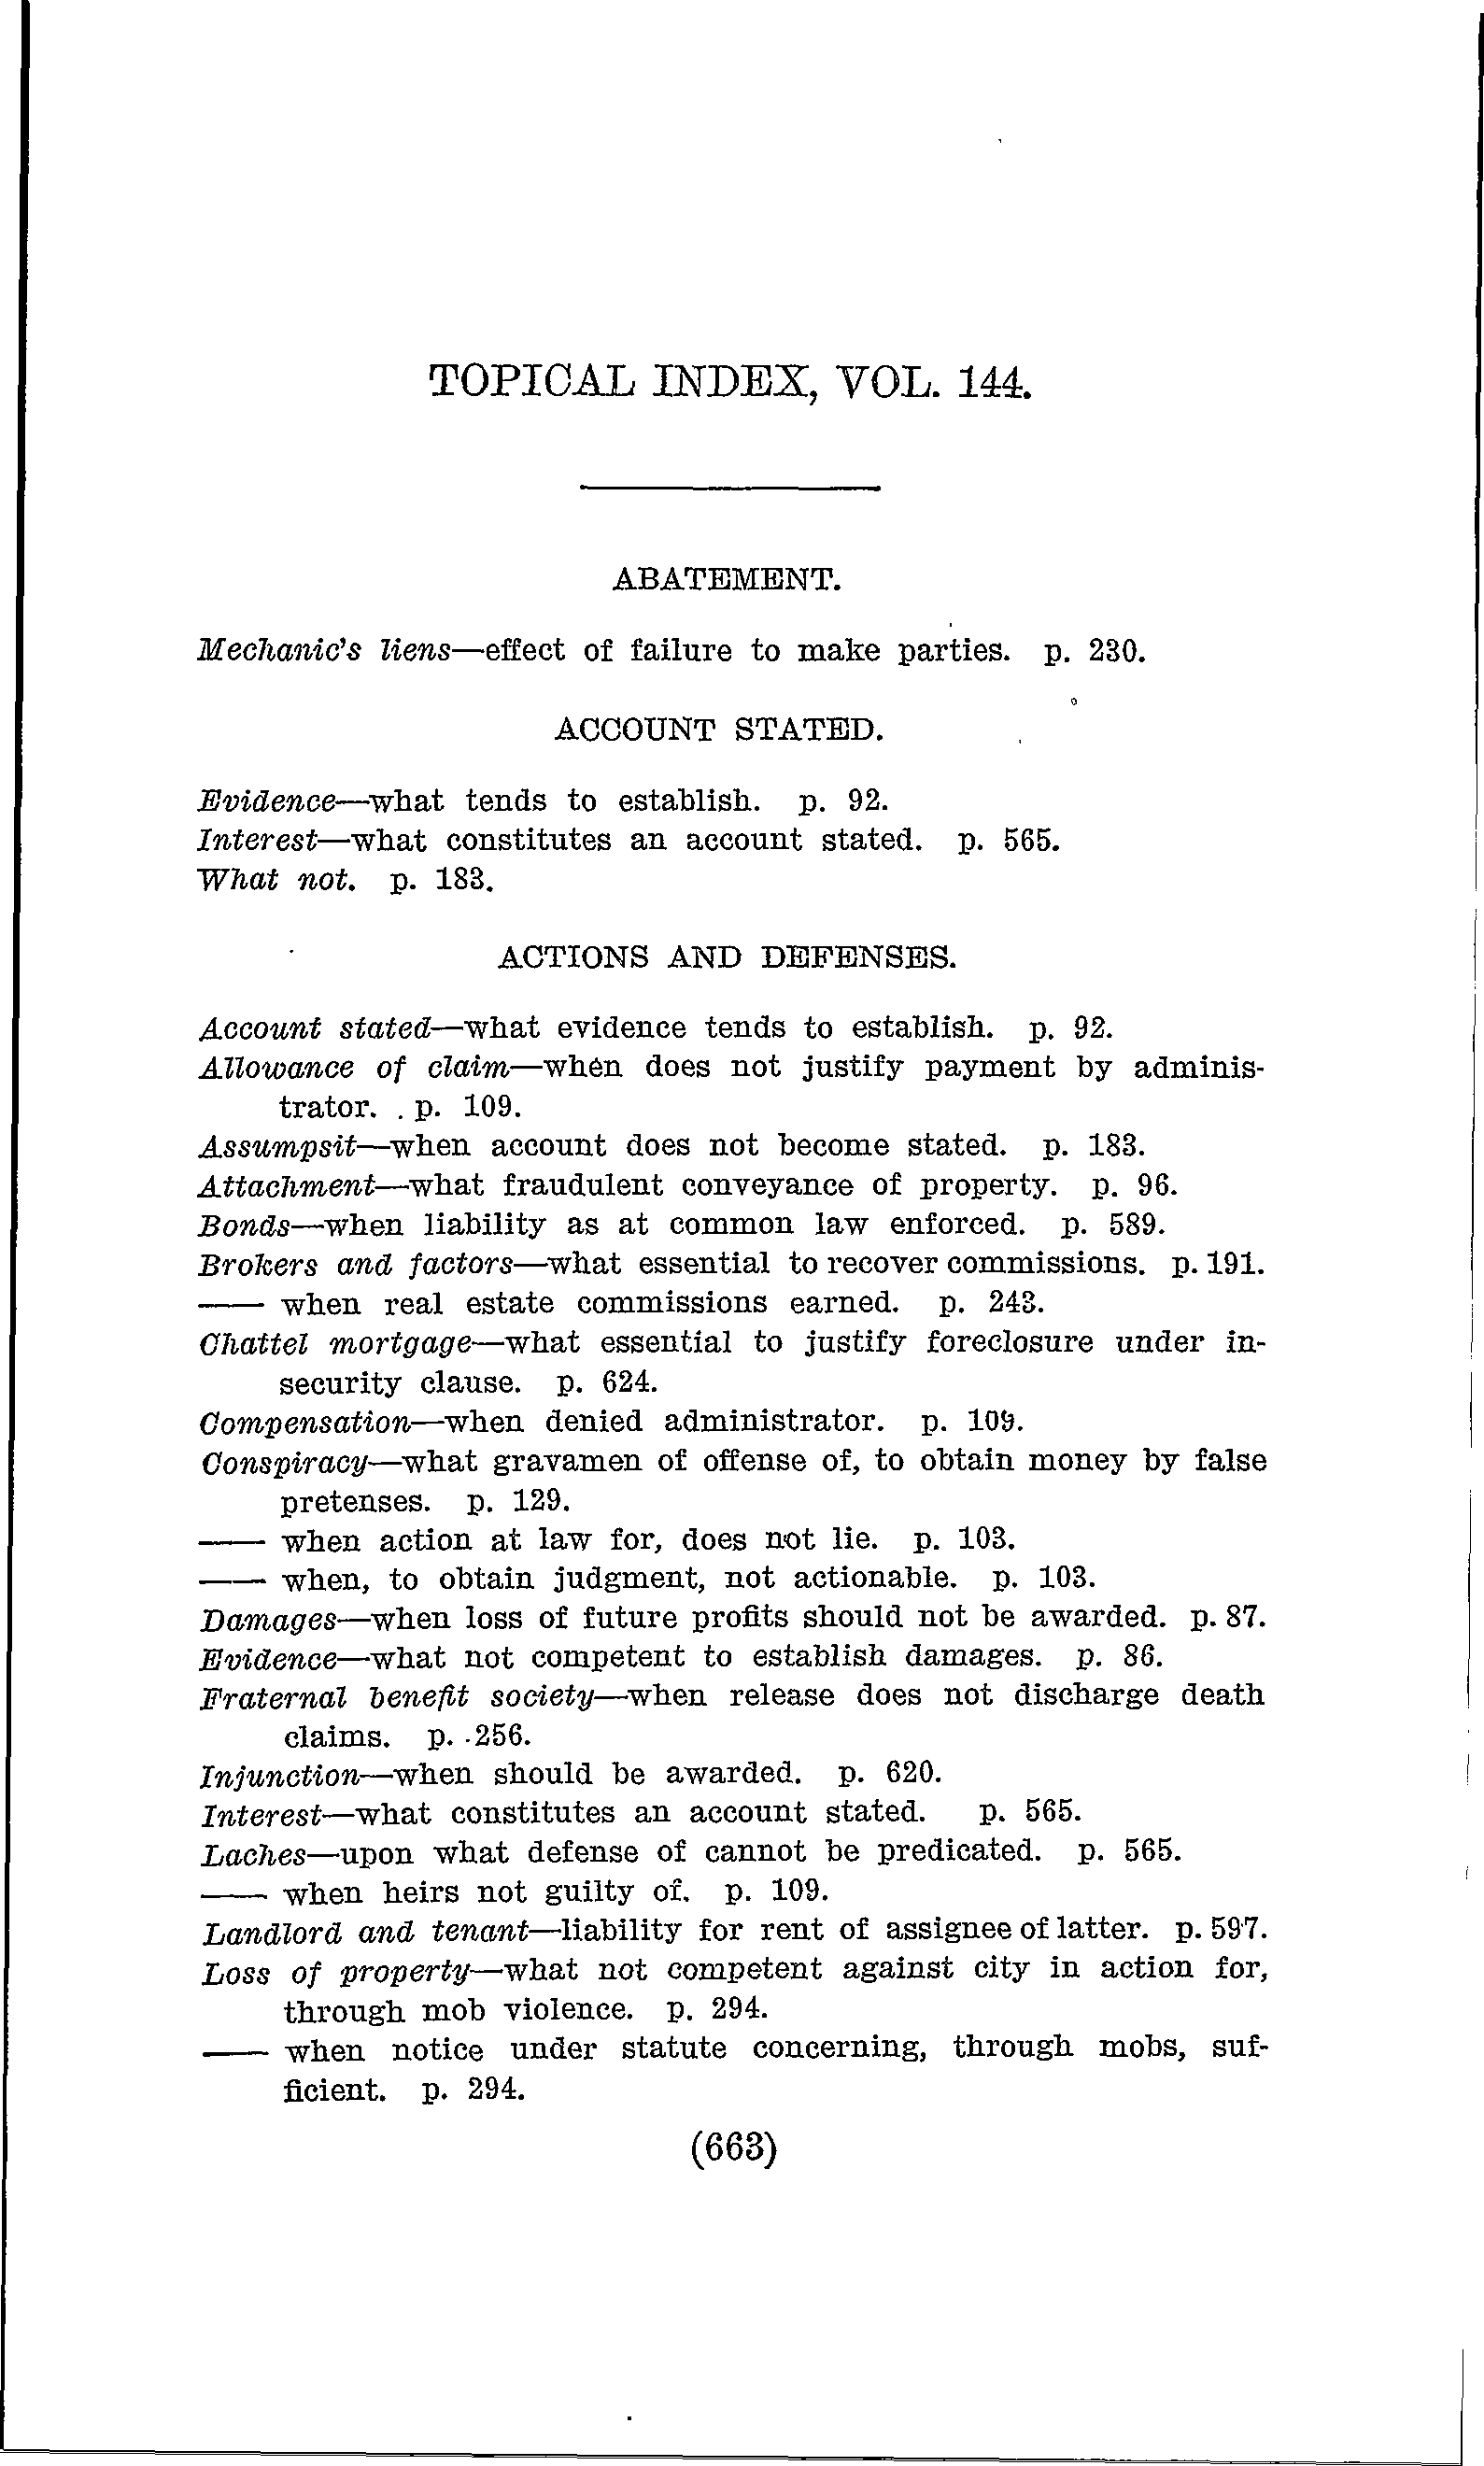 TOPICAL INDEX, VOL. 144.
ABATEMENT.
Mechanic's liens—effect of failure to make parties. p. 230.
ACCOUNT STATED.
Evidence—what tends to establish. p. 92.
Interest—what constitutes an account stated. p. 565.
What not. p. 183.
ACTIONS AND DEFENSES.
Account stated—what evidence tends to establish. p. 92.
Allowance of claim—when does not justify payment by adminis-
trator. p. 109.
Assumpsit—when account does not become stated. p. 183.
Attachment—what fraudulent conveyance of property. p. 96.
Bonds—when liability as at common law enforced. p. 589.
Brokers and factors—what essential to recover commissions. p. 191.
—— when real estate commissions earned. p. 243.
Chattel mortgage—what essential to justify foreclosure under in-
security clause. p. 624.
Compensation—when denied administrator. p. 109.
Conspiracy—what gravamen of offense of, to obtain money by false
pretenses. p. 129.
—— when action at law for, does not lie. p. 103.
—— when, to obtain judgment, not actionable. p. 103.
Damages—when loss of future profits should not be awarded. p. 87.
Evidence—what not competent to establish damages. p. 86.
Fraternal benefit society—when release does not discharge death
claims. p. 256.
Injunction—when should be awarded. p. 620.
Interest—what constitutes an account stated. p. 565.
Laches—upon what defense of cannot be predicated. p. 565.
—— when heirs not guilty of. p. 109.
Landlord and tenant—liability for rent of assignee of latter. p. 597.
Loss of property—what not competent against city in action for,
through mob violence. p. 294.
—— when notice under statute concerning, through mobs, suf-
ficient. p. 294.
(663)